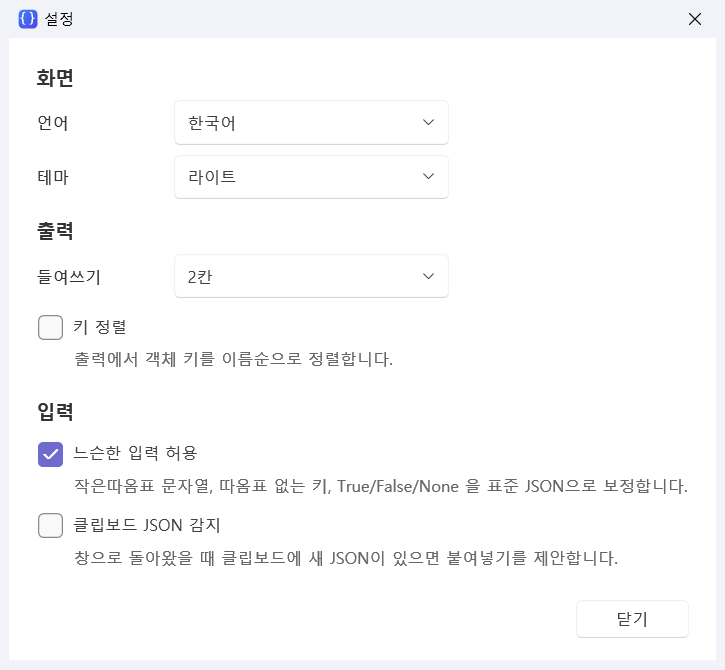 {} 설정
화면
언어
한국어
테마
라이트
출력
들여쓰기
2칸
키 정렬
출력에서 객체 키를 이름순으로 정렬합니다.
입력
느슨한 입력 허용
작은따옴표 문자열, 따옴표 없는 키, True/False/None 을 표준 JSON으로 보정합니다.
클립보드 JSON 감지
창으로 돌아왔을 때 클립보드에 새 JSON이 있으면 붙여넣기를 제안합니다.
닫기